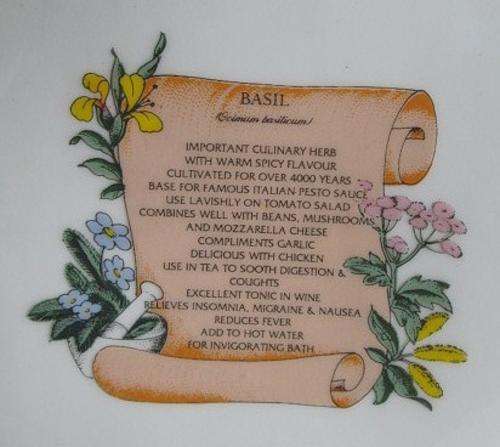 BASIL
(Ocimum basilicum)
IMPORTANT CULINARY HERB
WITH WARM SPICY FLAVOUR
CULTIVATED FOR OVER 4000 YEARS
BASE FOR FAMOUS ITALIAN PESTO SAUCE
USE LAVISHLY ON TOMATO SALAD
COMBINES WELL WITH BEANS, MUSHROOMS
AND MOZZARELLA CHEESE
COMPLIMENTS GARLIC
DELICIOUS WITH CHICKEN
USE IN TEA TO SOOTH DIGESTION &
COUGHTS
EXCELLENT TONIC IN WINE
RELIEVES INSOMNIA, MIGRAINE & NAUSEA
REDUCES FEVER
ADD TO HOT WATER
FOR INVIGORATING BATH